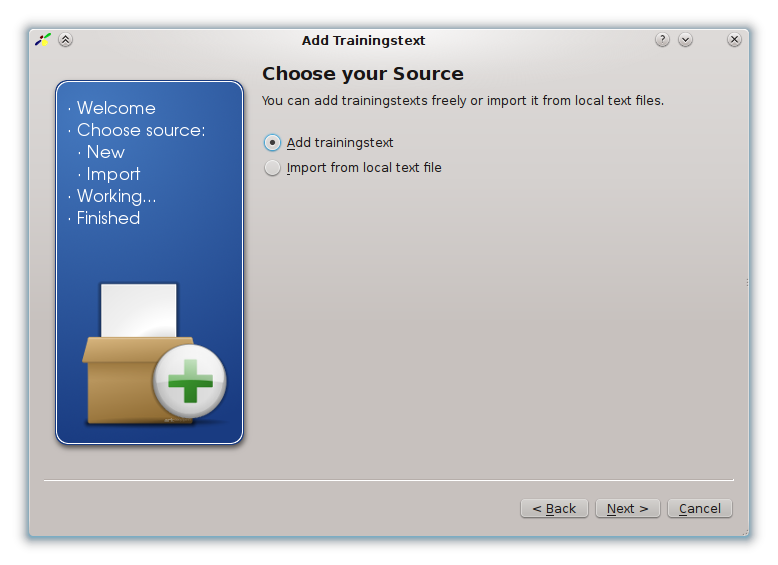 Add Trainingstext
?
· Welcome
· Choose source:
· New
· Import
· Working...
· Finished
Choose your Source
You can add trainingstexts freely or import it from local text files.
Add trainingstext
Import from local text file
< Back Next > Cancel